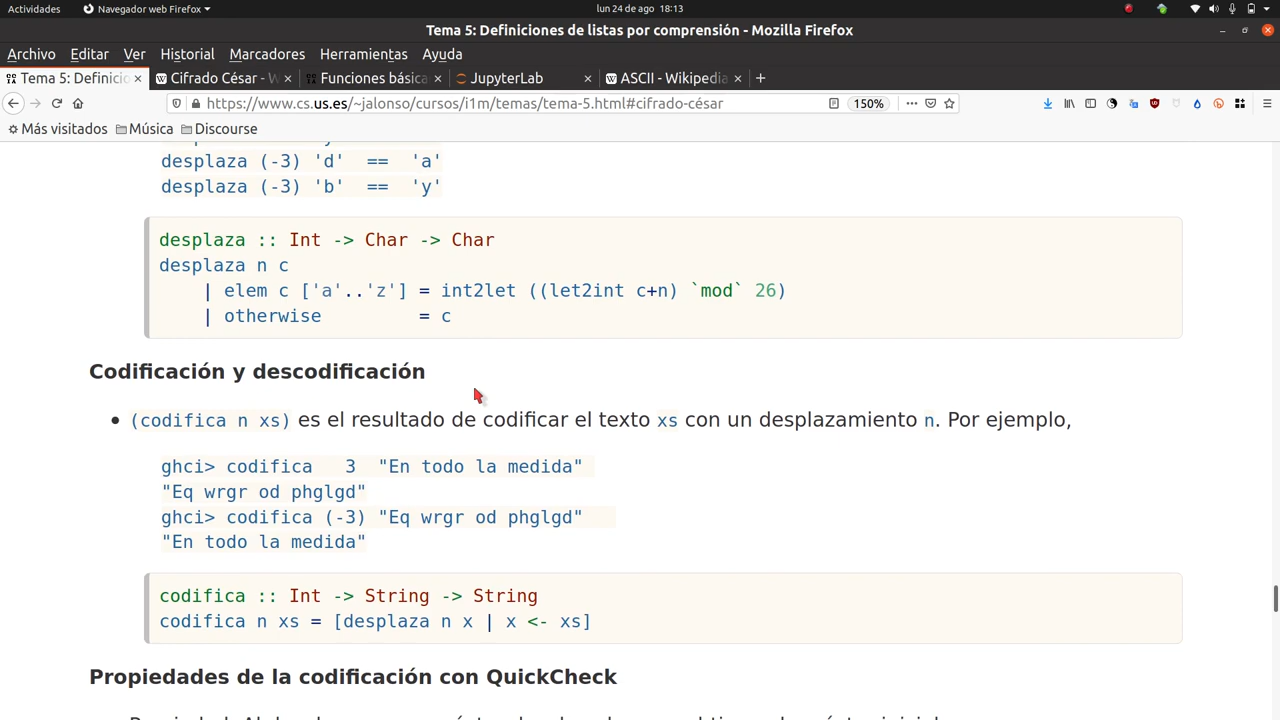 Actividades Navegador web Firefox lun 24 de ago 18:13
Tema 5: Definiciones de listas por comprensión - Mozilla Firefox
Archivo Editar Ver Historial Marcadores Herramientas Ayuda
Tema 5: Definicio Cifrado César - W Funciones básica JupyterLab ASCII - Wikipedia
https://www.cs.us.es/~jalonso/cursos/i1m/temas/tema-5.html#cifrado-césar 150%
Más visitados Música Discourse
desplaza (-3) 'd' == 'a'
desplaza (-3) 'b' == 'y'
desplaza :: Int -> Char -> Char
desplaza n c
| elem c ['a'..'z'] = int2let ((let2int c+n) `mod` 26)
| otherwise = c
Codificación y descodificación
• (codifica n xs) es el resultado de codificar el texto xs con un desplazamiento n. Por ejemplo,
ghci> codifica 3 "En todo la medida"
"Eq wrgr od phglgd"
ghci> codifica (-3) "Eq wrgr od phglgd"
"En todo la medida"
codifica :: Int -> String -> String
codifica n xs = [desplaza n x | x <- xs]
Propiedades de la codificación con QuickCheck